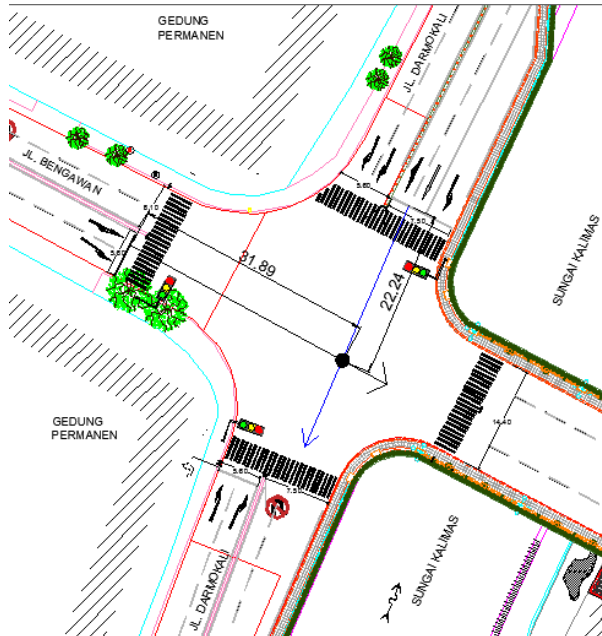 GEDUNG
PERMANEN
JL. DARMOKALI
JL. BENGAWAN
6,10
5,60
5,60
7,50
31,89
22,24
SUNGAI KALIMAS
14,40
GEDUNG
PERMANEN
5,60
7,50
JL. DARMOKALI
SUNGAI KALIMAS